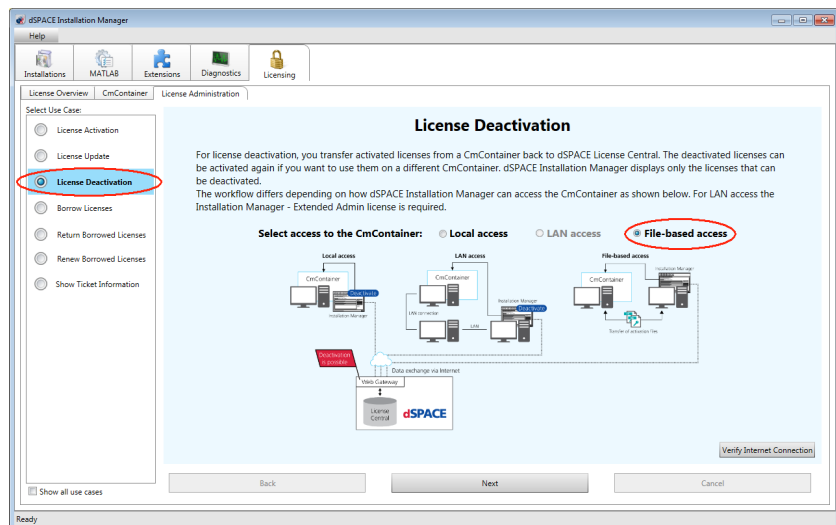 dSPACE Installation Manager
Help
Installations MATLAB Extensions Diagnostics Licensing
License Overview CmContainer License Administration
Select Use Case:
License Activation
License Update
License Deactivation
Borrow Licenses
Return Borrowed Licenses
Renew Borrowed Licenses
Show Ticket Information
Show all use cases
License Deactivation
For license deactivation, you transfer activated licenses from a CmContainer back to dSPACE License Central. The deactivated licenses can
be activated again if you want to use them on a different CmContainer. dSPACE Installation Manager displays only the licenses that can
be deactivated.
The workflow differs depending on how dSPACE Installation Manager can access the CmContainer as shown below. For LAN access the
Installation Manager - Extended Admin license is required.
Select access to the CmContainer: Local access LAN access File-based access
Local access
CmContainer
Deactivate
Installation Manager
LAN access
CmContainer
LAN connection
Installation Manager
Deactivate
LAN
File-based access
Installation Manager
CmContainer
Transfer of activation files
Deactivation
is possible
Data exchange via Internet
Web Gateway
License
Central
dSPACE
Verify Internet Connection
Back Next Cancel
Ready